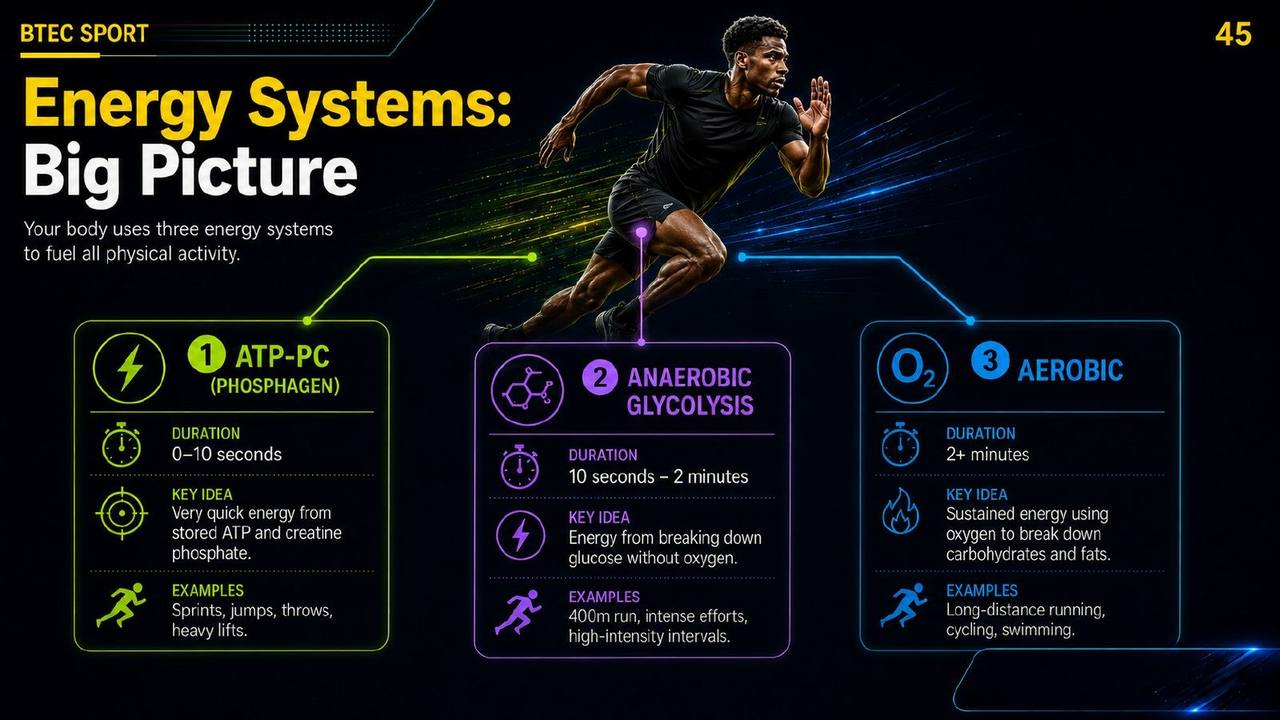 BTEC SPORT
45
Energy Systems:
Big Picture
Your body uses three energy systems
to fuel all physical activity.
1 ATP-PC
(PHOSPHAGEN)
DURATION
0–10 seconds
KEY IDEA
Very quick energy from
stored ATP and creatine
phosphate.
EXAMPLES
Sprints, jumps, throws,
heavy lifts.
2 ANAEROBIC
GLYCOLYSIS
DURATION
10 seconds – 2 minutes
KEY IDEA
Energy from breaking down
glucose without oxygen.
EXAMPLES
400m run, intense efforts,
high-intensity intervals.
O₂
3 AEROBIC
DURATION
2+ minutes
KEY IDEA
Sustained energy using
oxygen to break down
carbohydrates and fats.
EXAMPLES
Long-distance running,
cycling, swimming.